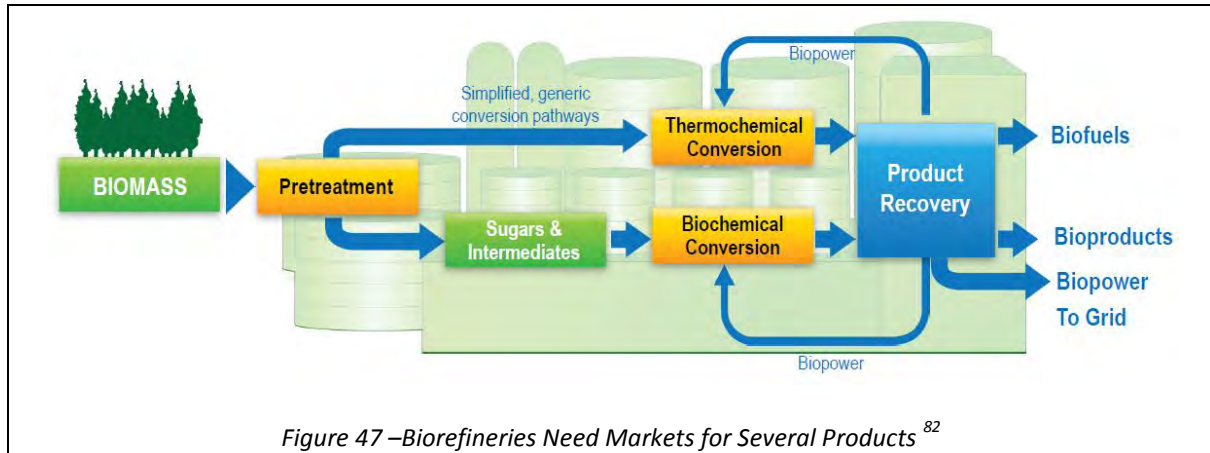 Biopower
Simplified, generic
conversion pathways
Thermochemical
Conversion
Biofuels
BIOMASS
Pretreatment
Product
Recovery
Sugars &
Intermediates
Biochemical
Conversion
Bioproducts
Biopower
To Grid
Biopower
Figure 47 –Biorefineries Need Markets for Several Products 82